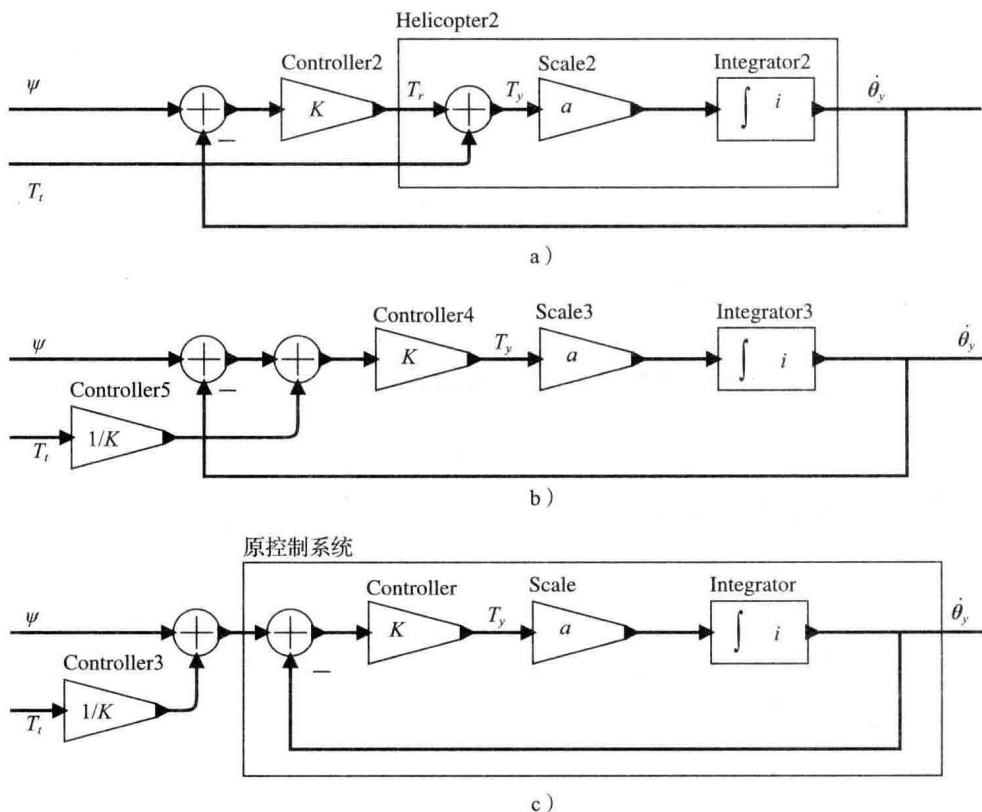 Helicopter2
Controller2
Scale2
Integrator2
ψ
K
T_r
T_y
a
∫ i
θ̇_y
−
T_t
a）
Controller4
Scale3
Integrator3
ψ
K
T_y
a
∫ i
θ̇_y
−
Controller5
T_t
1/K
b）
原控制系统
Controller
Scale
Integrator
ψ
K
T_y
a
∫ i
θ̇_y
−
Controller3
T_t
1/K
c）